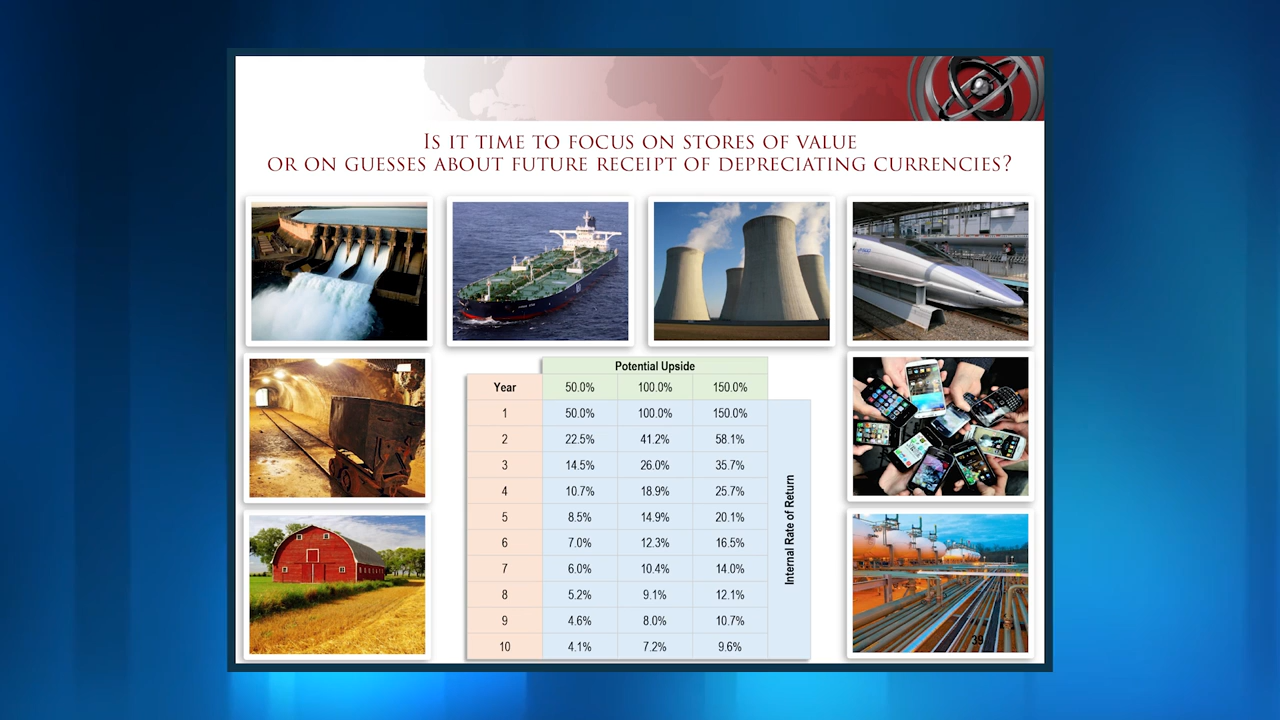 Is it time to focus on stores of value
or on guesses about future receipt of depreciating currencies?
Potential Upside
Year 50.0% 100.0% 150.0%
1 50.0% 100.0% 150.0%
2 22.5% 41.2% 58.1%
3 14.5% 26.0% 35.7%
4 10.7% 18.9% 25.7%
5 8.5% 14.9% 20.1%
6 7.0% 12.3% 16.5%
7 6.0% 10.4% 14.0%
8 5.2% 9.1% 12.1%
9 4.6% 8.0% 10.7%
10 4.1% 7.2% 9.6%
Internal Rate of Return
39